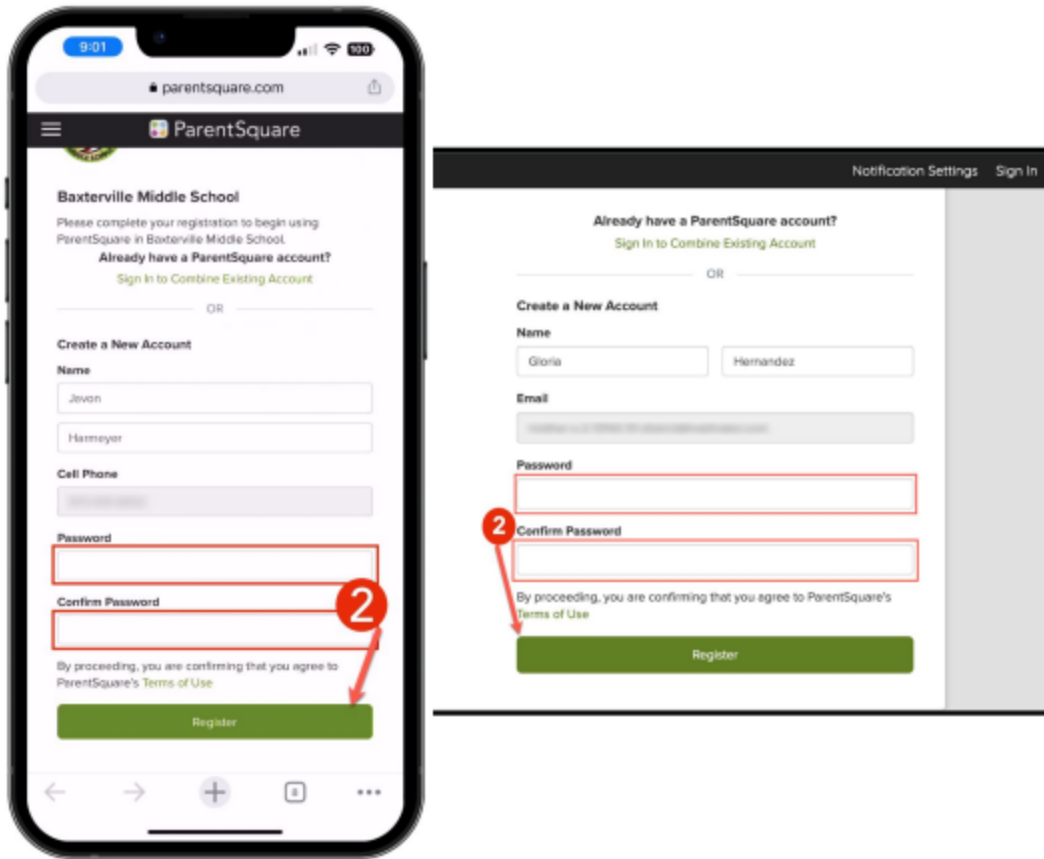 9:01
100
parentsquare.com
ParentSquare
Baxterville Middle School
Please complete your registration to begin using
ParentSquare in Baxterville Middle School.
Already have a ParentSquare account?
Sign In to Combine Existing Account
OR
Create a New Account
Name
Jevon
Harmeyer
Cell Phone
Password
Confirm Password
2
By proceeding, you are confirming that you agree to
ParentSquare's Terms of Use
Register
Notification Settings Sign In
Already have a ParentSquare account?
Sign In to Combine Existing Account
OR
Create a New Account
Name
Gloria Hernandez
Email
Password
2 Confirm Password
By proceeding, you are confirming that you agree to ParentSquare's
Terms of Use
Register